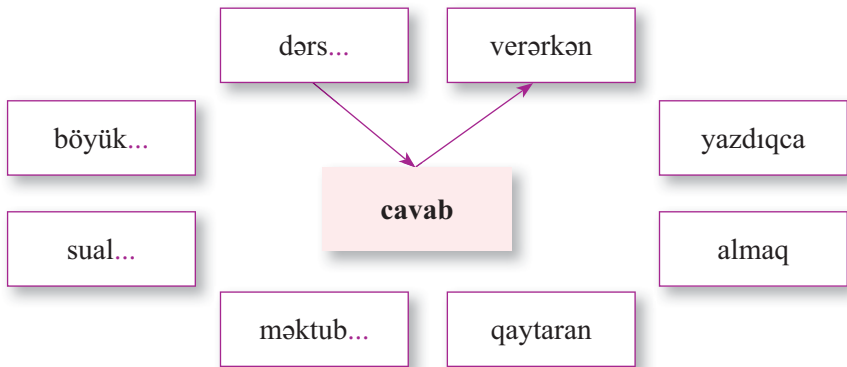 dərs...
verərkən
böyük...
yazdıqca
cavab
sual...
almaq
məktub...
qaytaran